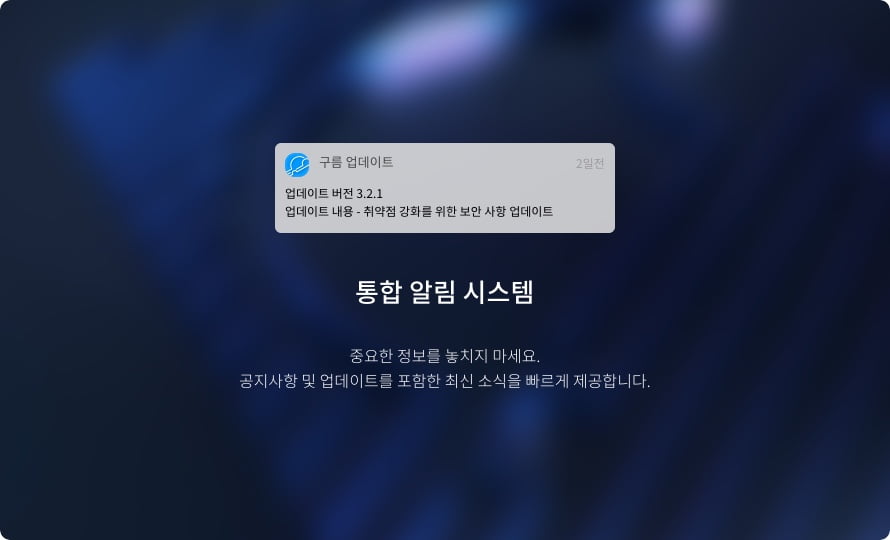 구름 업데이트
2일전
업데이트 버전 3.2.1
업데이트 내용 - 취약점 강화를 위한 보안 사항 업데이트
통합 알림 시스템
중요한 정보를 놓치지 마세요.
공지사항 및 업데이트를 포함한 최신 소식을 빠르게 제공합니다.